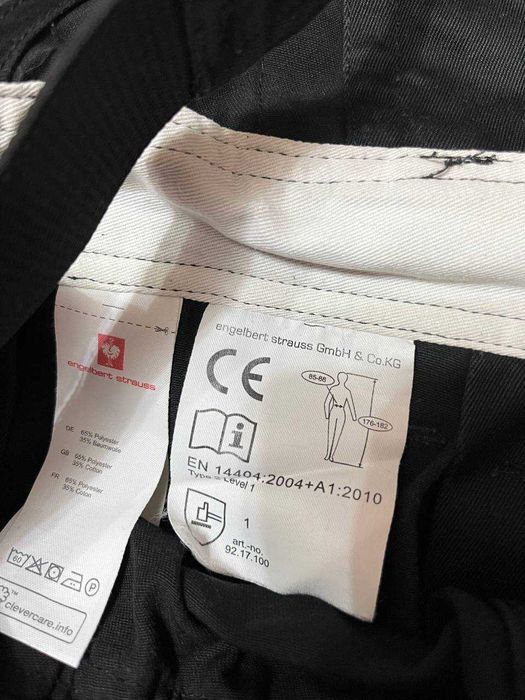 engelbert strauss
DE 65% Polyester
35% Baumwolle
GB 65% Polyester
35% Cotton
FR 65% Polyester
35% Coton
60
P
clevercare.info
engelbert strauss GmbH & Co.KG
CE
85-88
176-182
i
EN 14404:2004+A1:2010
Type 2 Level 1
1
art.-no.
92.17.100